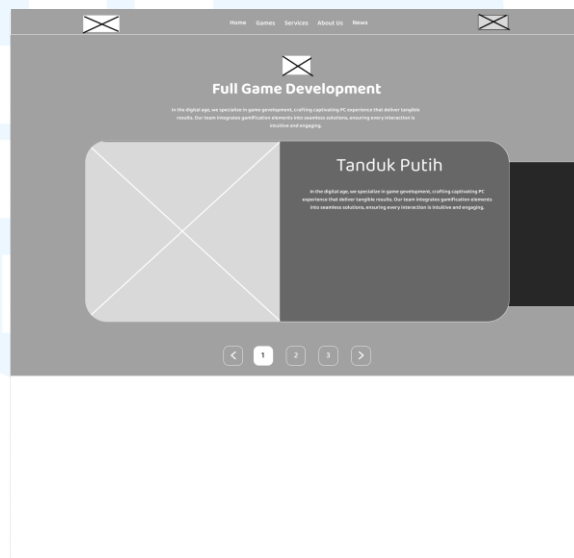 Home Games Services About Us News
Full Game Development
In the digital age, we specialize in game gevelopment, crafting captivating PC experience that deliver tangible
results. Our team integrates gamification elements into seamless solutions, ensuring every interaction is
intuitive and engaging.
Tanduk Putih
In the digital age, we specialize in game gevelopment, crafting captivating PC
experience that deliver tangible results. Our team integrates gamification elements
into seamless solutions, ensuring every interaction is intuitive and engaging.
1 2 3